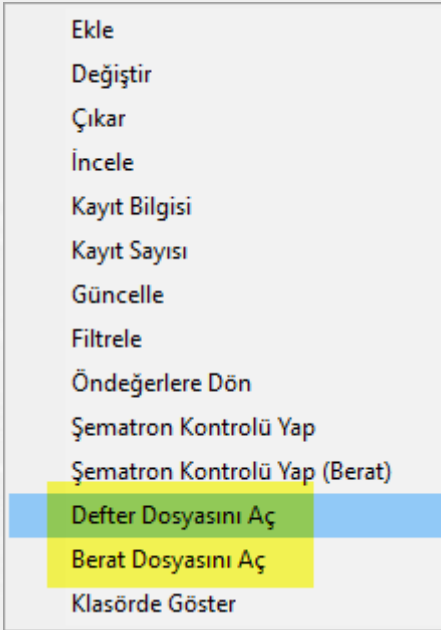 Ekle
Değiştir
Çıkar
İncele
Kayıt Bilgisi
Kayıt Sayısı
Güncelle
Filtrele
Öndeğerlere Dön
Şematron Kontrolü Yap
Şematron Kontrolü Yap (Berat)
Defter Dosyasını Aç
Berat Dosyasını Aç
Klasörde Göster